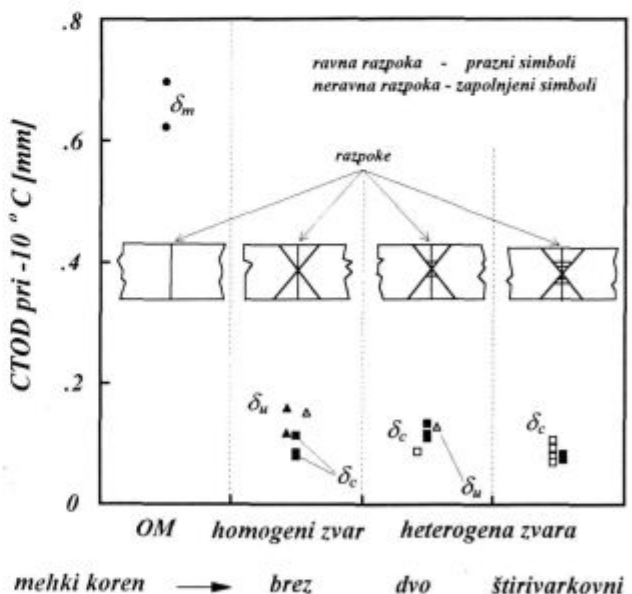 .8
ravna razpoka - prazni simboli
neravna razpoka - zapolnjeni simboli
δm
.6
razpoke
CTOD pri -10 ° C [mm]
.4
.2
δu
δc
δc
δu
δc
0
OM homogeni zvar heterogena zvara
mehki koren brez dvo štirivarkovni